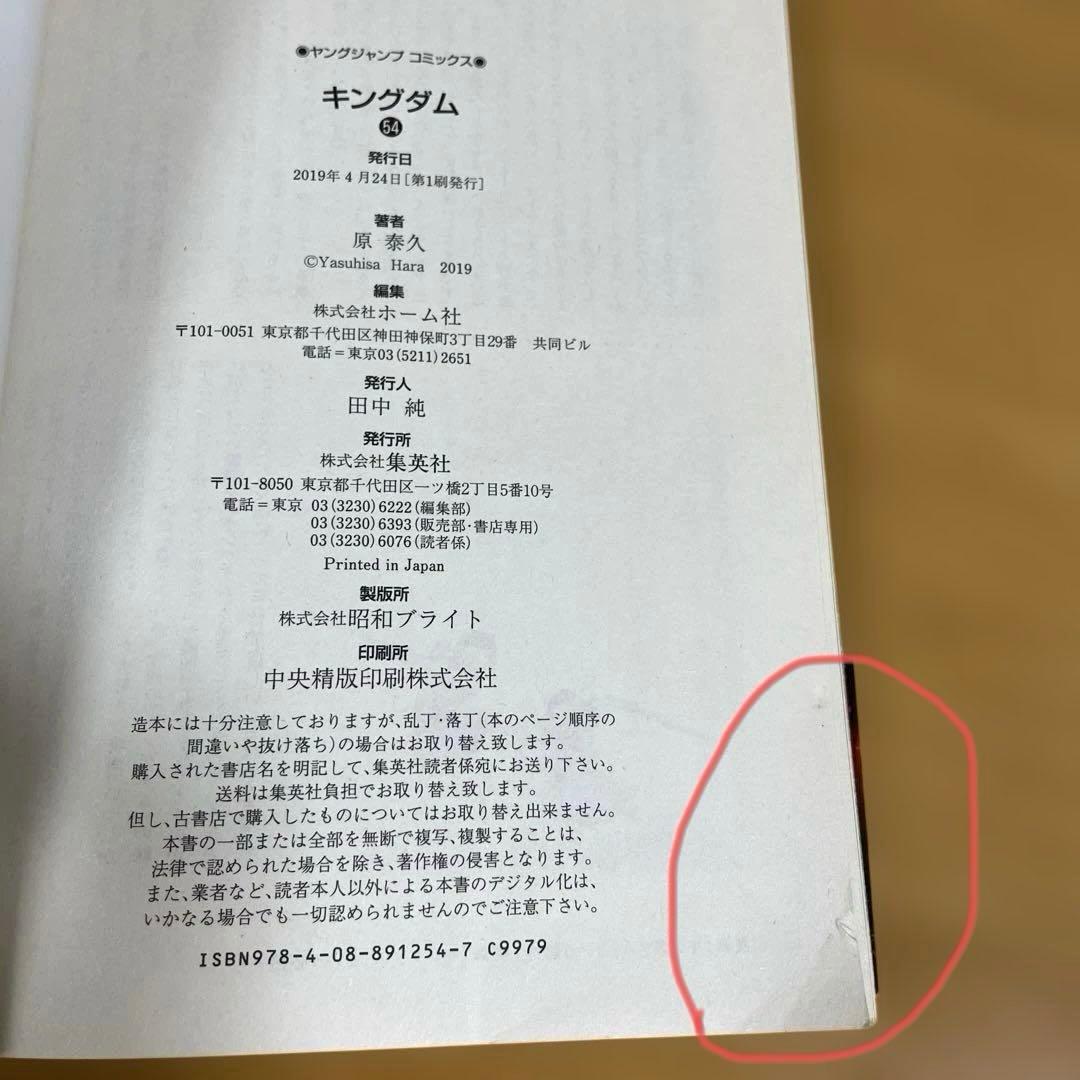 ◉ヤングジャンプ コミックス◉
キングダム
54
発行日
2019年4月24日[第1刷発行]
著者
原 泰久
©Yasuhisa Hara 2019
編集
株式会社ホーム社
〒101-0051 東京都千代田区神田神保町3丁目29番 共同ビル
電話=東京03(5211)2651
発行人
田中 純
発行所
株式会社集英社
〒101-8050 東京都千代田区一ツ橋2丁目5番10号
電話=東京 03(3230)6222(編集部)
03(3230)6393(販売部・書店専用)
03(3230)6076(読者係)
Printed in Japan
製版所
株式会社昭和ブライト
印刷所
中央精版印刷株式会社
造本には十分注意しておりますが、乱丁・落丁(本のページ順序の
間違いや抜け落ち)の場合はお取り替え致します。
購入された書店名を明記して、集英社読者係宛にお送り下さい。
送料は集英社負担でお取り替え致します。
但し、古書店で購入したものについてはお取り替え出来ません。
本書の一部または全部を無断で複写、複製することは、
法律で認められた場合を除き、著作権の侵害となります。
また、業者など、読者本人以外による本書のデジタル化は、
いかなる場合でも一切認められませんのでご注意下さい。
ISBN978-4-08-891254-7 C9979